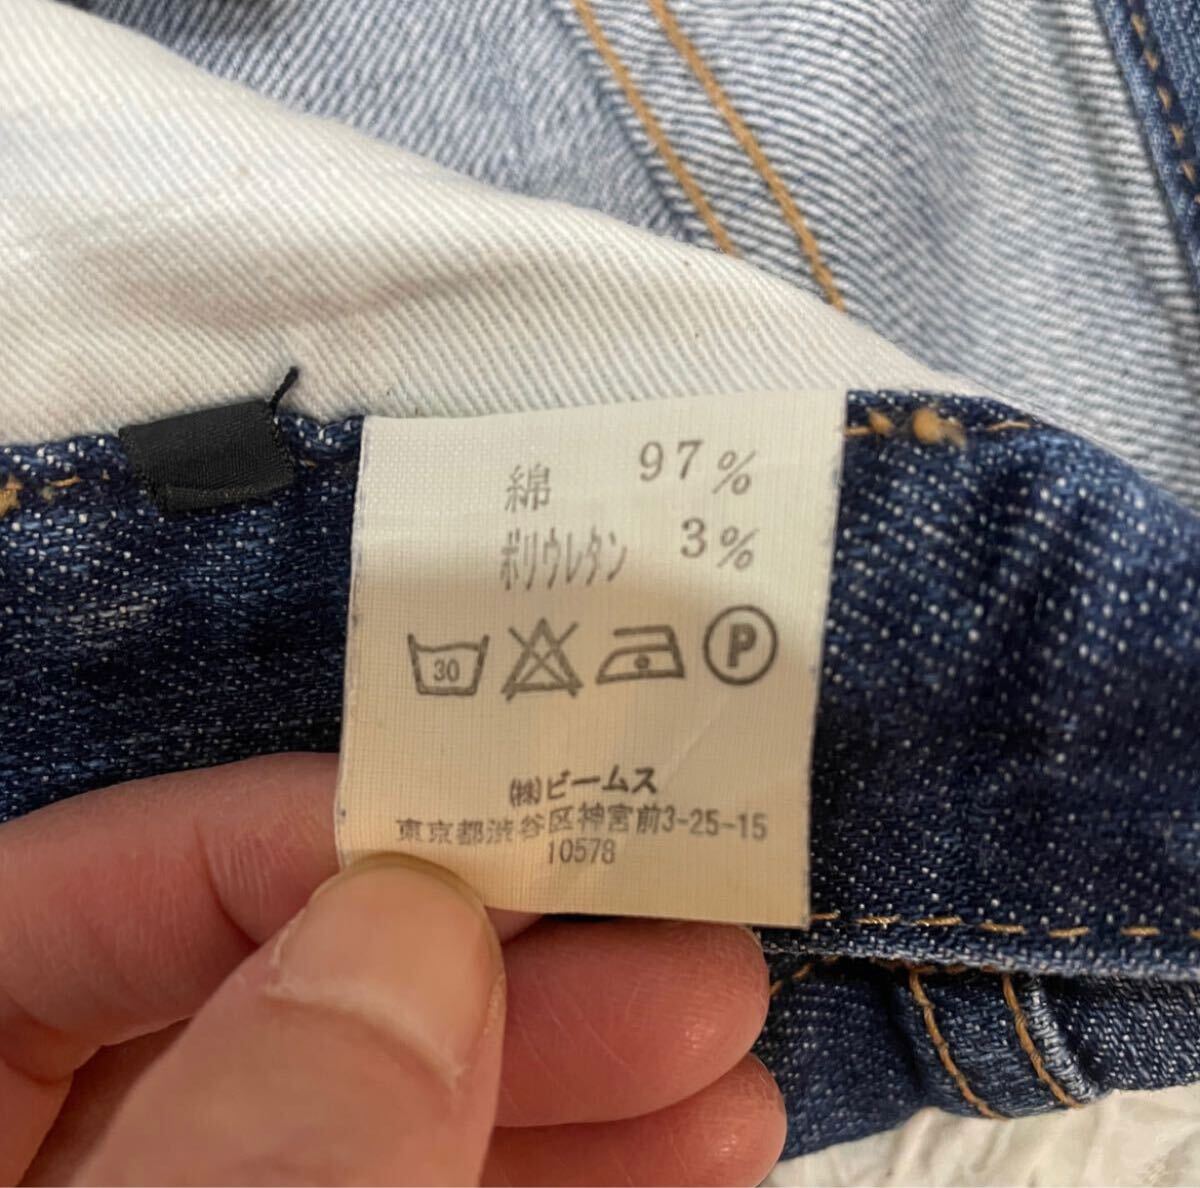 綿 97%
ポリウレタン 3%
30 P
㈱ビームス
東京都渋谷区神宮前3-25-15
10578